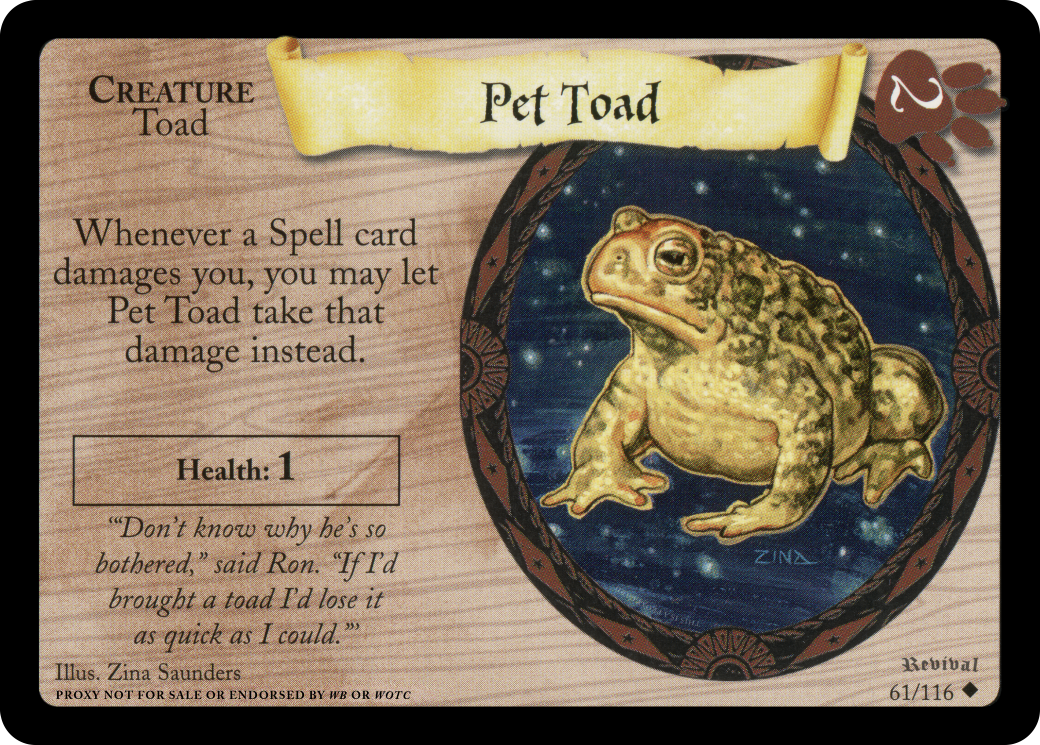 Pet Toad
2
CREATURE
Toad
Whenever a Spell card
damages you, you may let
Pet Toad take that
damage instead.
Health: 1
“‘Don’t know why he’s so
bothered,” said Ron. “If I’d
brought a toad I’d lose it
as quick as I could.”’
ZINA
Illus. Zina Saunders
PROXY NOT FOR SALE OR ENDORSED BY WB OR WOTC
Revival
61/116